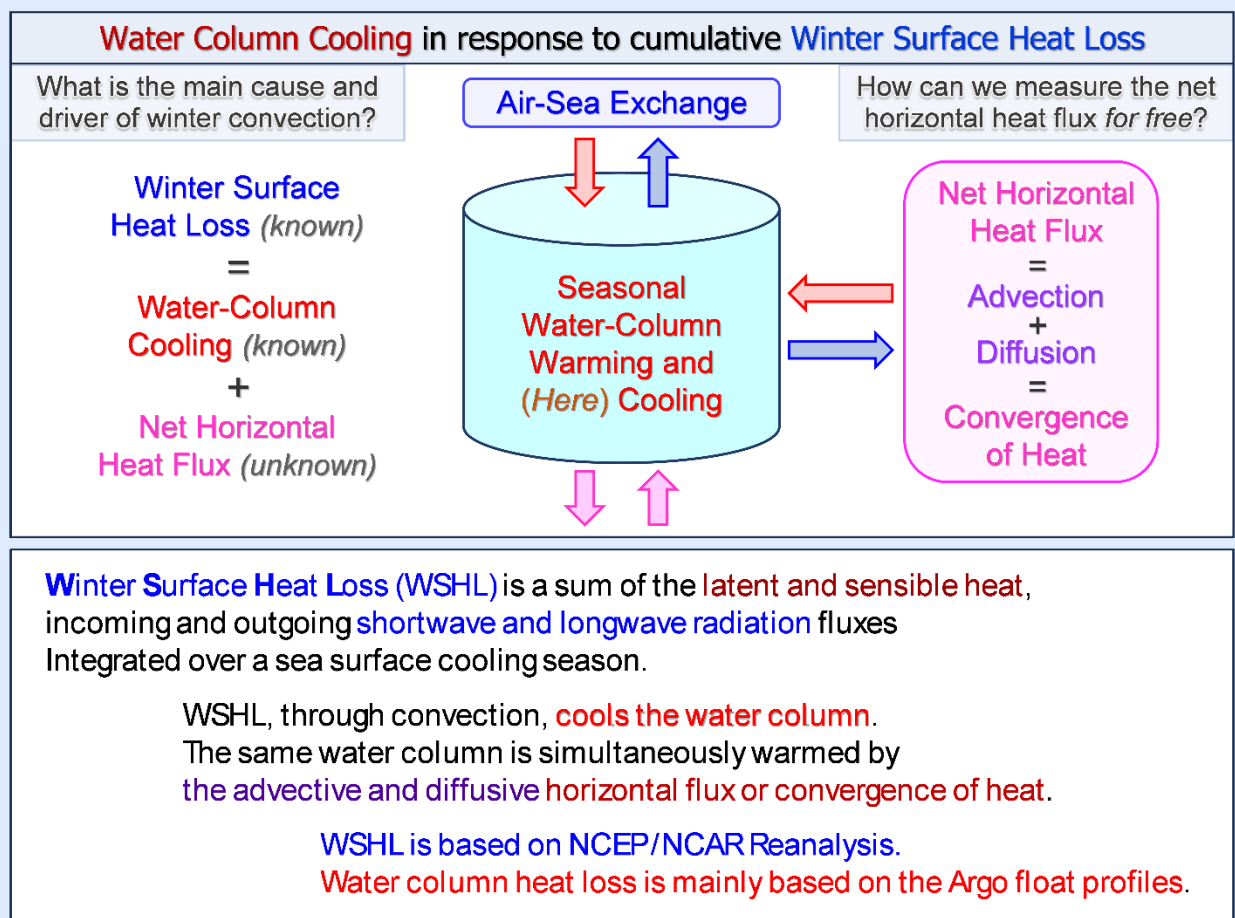 Water Column Cooling in response to cumulative Winter Surface Heat Loss
What is the main cause and
driver of winter convection?
Air-Sea Exchange
How can we measure the net
horizontal heat flux for free?
Winter Surface
Heat Loss (known)
=
Water-Column
Cooling (known)
+
Net Horizontal
Heat Flux (unknown)
Seasonal
Water-Column
Warming and
(Here) Cooling
Net Horizontal
Heat Flux
=
Advection
+
Diffusion
=
Convergence
of Heat
Winter Surface Heat Loss (WSHL) is a sum of the latent and sensible heat,
incoming and outgoing shortwave and longwave radiation fluxes
Integrated over a sea surface cooling season.
WSHL, through convection, cools the water column.
The same water column is simultaneously warmed by
the advective and diffusive horizontal flux or convergence of heat.
WSHL is based on NCEP/NCAR Reanalysis.
Water column heat loss is mainly based on the Argo float profiles.